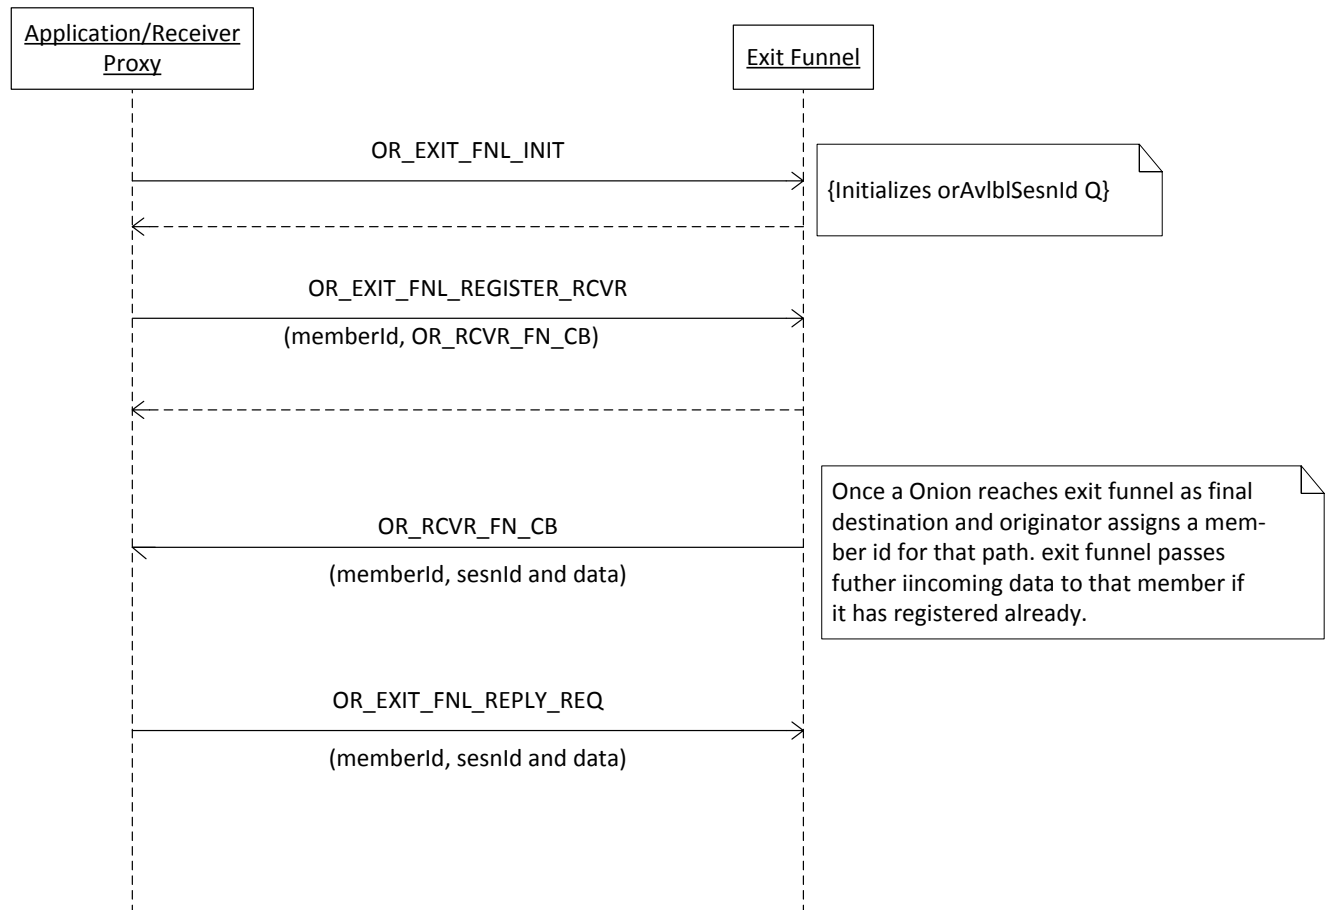 Application/Receiver
Proxy
Exit Funnel
OR_EXIT_FNL_INIT
{Initializes orAvlblSesnId Q}
OR_EXIT_FNL_REGISTER_RCVR
(memberId, OR_RCVR_FN_CB)
Once a Onion reaches exit funnel as final
destination and originator assigns a mem-
ber id for that path. exit funnel passes
futher iincoming data to that member if
it has registered already.
OR_RCVR_FN_CB
(memberId, sesnId and data)
OR_EXIT_FNL_REPLY_REQ
(memberId, sesnId and data)